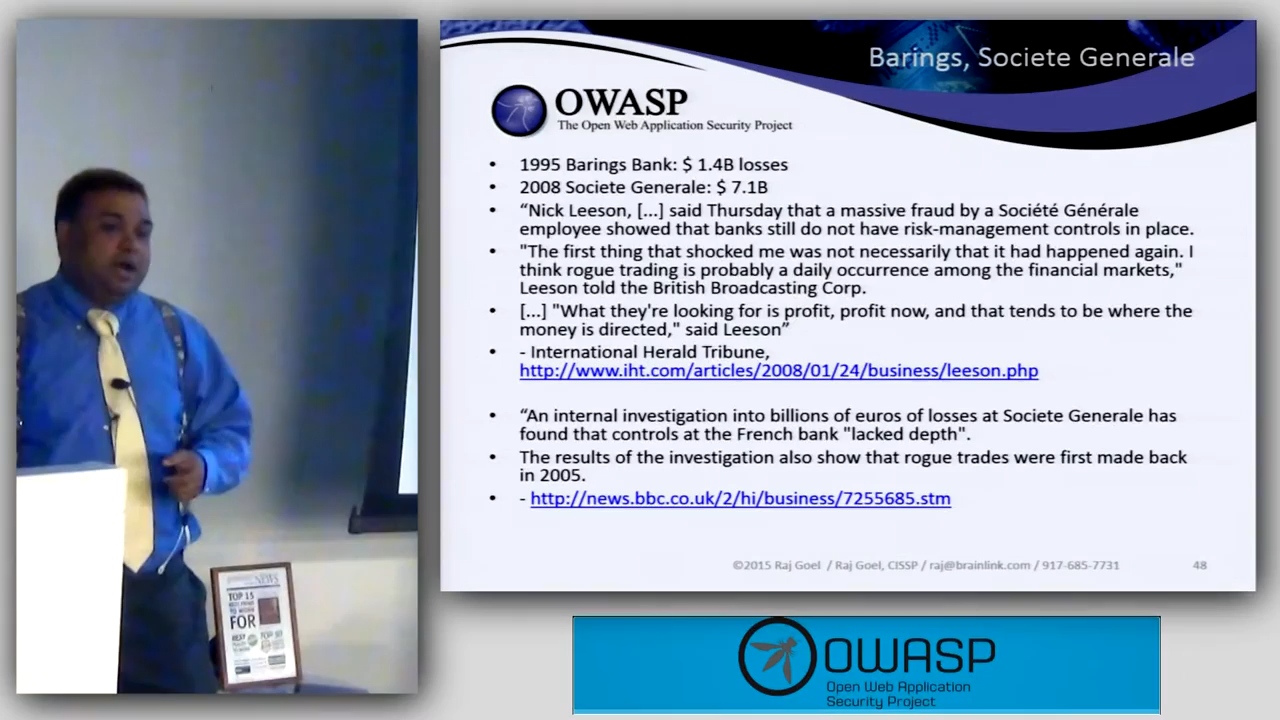 Barings, Societe Generale
OWASP
The Open Web Application Security Project
• 1995 Barings Bank: $ 1.4B losses
• 2008 Societe Generale: $ 7.1B
• “Nick Leeson, [...] said Thursday that a massive fraud by a Société Générale
employee showed that banks still do not have risk-management controls in place.
• "The first thing that shocked me was not necessarily that it had happened again. I
think rogue trading is probably a daily occurrence among the financial markets,"
Leeson told the British Broadcasting Corp.
• [...] "What they're looking for is profit, profit now, and that tends to be where the
money is directed," said Leeson”
• - International Herald Tribune,
http://www.iht.com/articles/2008/01/24/business/leeson.php
• “An internal investigation into billions of euros of losses at Societe Generale has
found that controls at the French bank "lacked depth".
• The results of the investigation also show that rogue trades were first made back
in 2005.
• - http://news.bbc.co.uk/2/hi/business/7255685.stm
©2015 Raj Goel / Raj Goel, CISSP / raj@brainlink.com / 917-685-7731
48
NEWS
TOP 15
FOR
OWASP
Open Web Application
Security Project